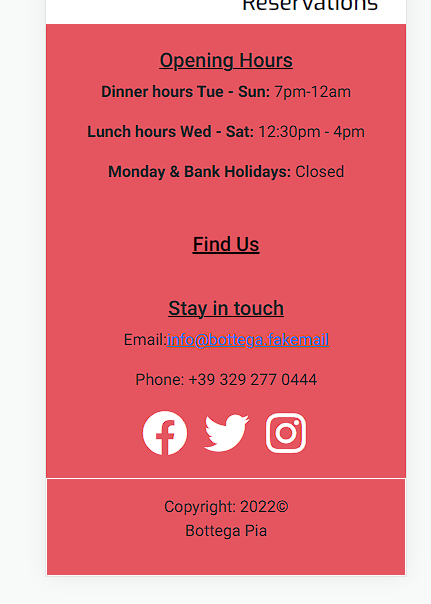 Reservations
Opening Hours
Dinner hours Tue - Sun: 7pm-12am
Lunch hours Wed - Sat: 12:30pm - 4pm
Monday & Bank Holidays: Closed
Find Us
Stay in touch
Email:info@bottega.fakemail
Phone: +39 329 277 0444
Copyright: 2022©
Bottega Pia